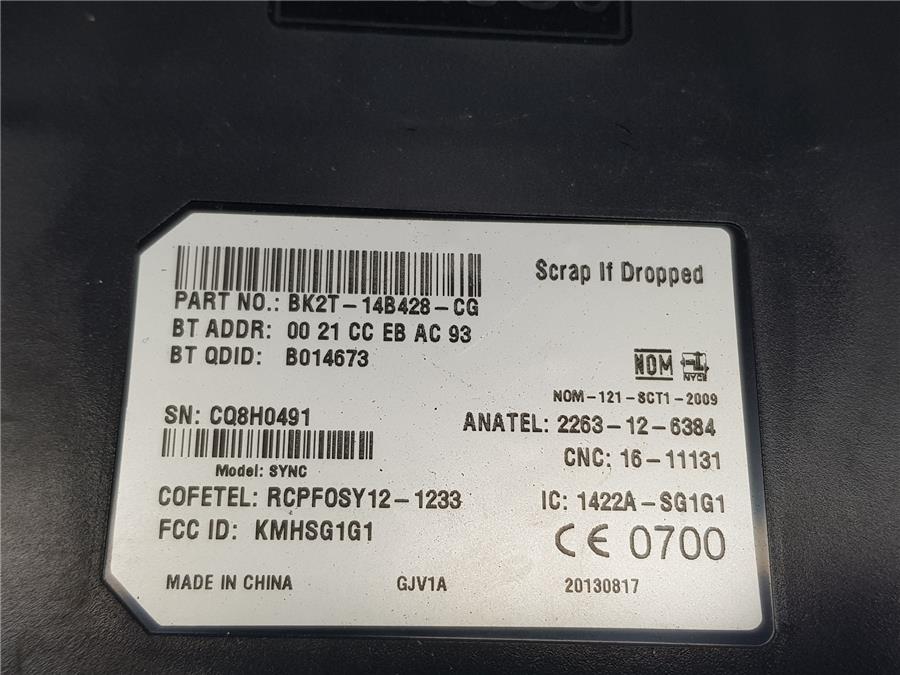 Scrap If Dropped
PART NO.: BK2T-14B428-CG
BT ADDR: 00 21 CC EB AC 93
BT QDID: B014673
NOM NYCE
NOM-121-SCT1-2009
SN: CQ8H0491
ANATEL: 2263-12-6384
CNC: 16-11131
Model: SYNC
COFETEL: RCPFOSY12-1233
IC: 1422A-SG1G1
FCC ID: KMHSG1G1
CE 0700
MADE IN CHINA GJV1A 20130817